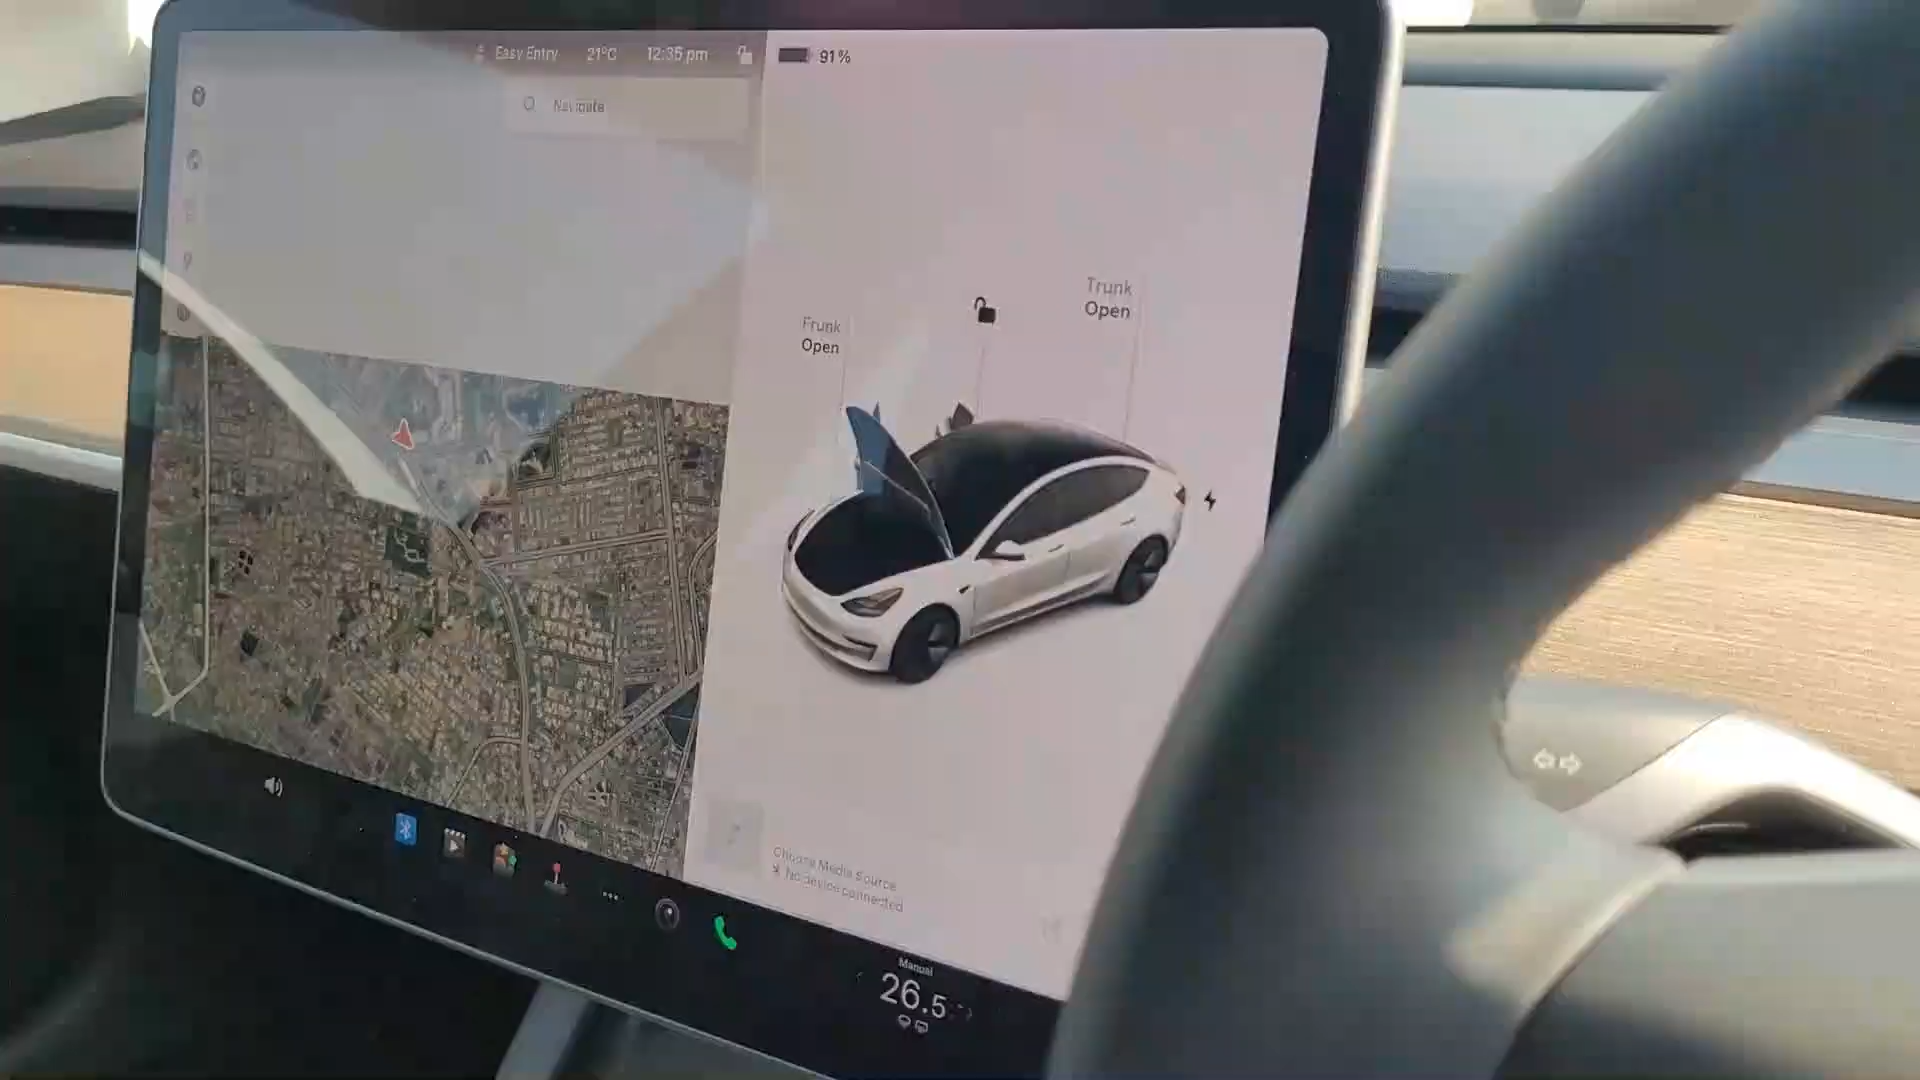 Easy Entry 21°C 12:35 pm
91%
Navigate
Trunk
Open
Frunk
Open
Choose Media Source
No device connected
Manual
26.5